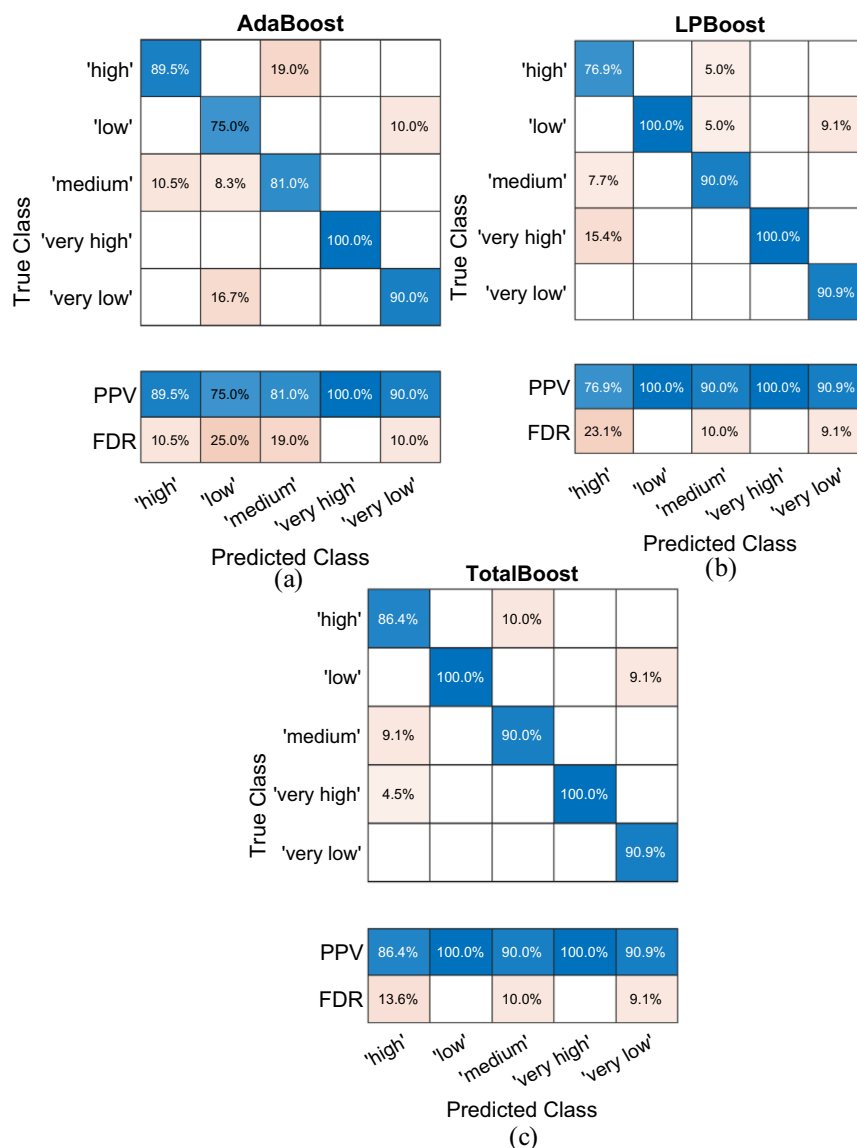 AdaBoost
'high' 89.5% 19.0%
'low' 75.0% 10.0%
'medium' 10.5% 8.3% 81.0%
'very high' 100.0%
'very low' 16.7% 90.0%
True Class
PPV 89.5% 75.0% 81.0% 100.0% 90.0%
FDR 10.5% 25.0% 19.0% 10.0%
'high' 'low' 'medium' 'very high' 'very low'
Predicted Class
(a)
LPBoost
'high' 76.9% 5.0%
'low' 100.0% 5.0% 9.1%
'medium' 7.7% 90.0%
'very high' 15.4% 100.0%
'very low' 90.9%
True Class
PPV 76.9% 100.0% 90.0% 100.0% 90.9%
FDR 23.1% 10.0% 9.1%
'high' 'low' 'medium' 'very high' 'very low'
Predicted Class
(b)
TotalBoost
'high' 86.4% 10.0%
'low' 100.0% 9.1%
'medium' 9.1% 90.0%
'very high' 4.5% 100.0%
'very low' 90.9%
True Class
PPV 86.4% 100.0% 90.0% 100.0% 90.9%
FDR 13.6% 10.0% 9.1%
'high' 'low' 'medium' 'very high' 'very low'
Predicted Class
(c)